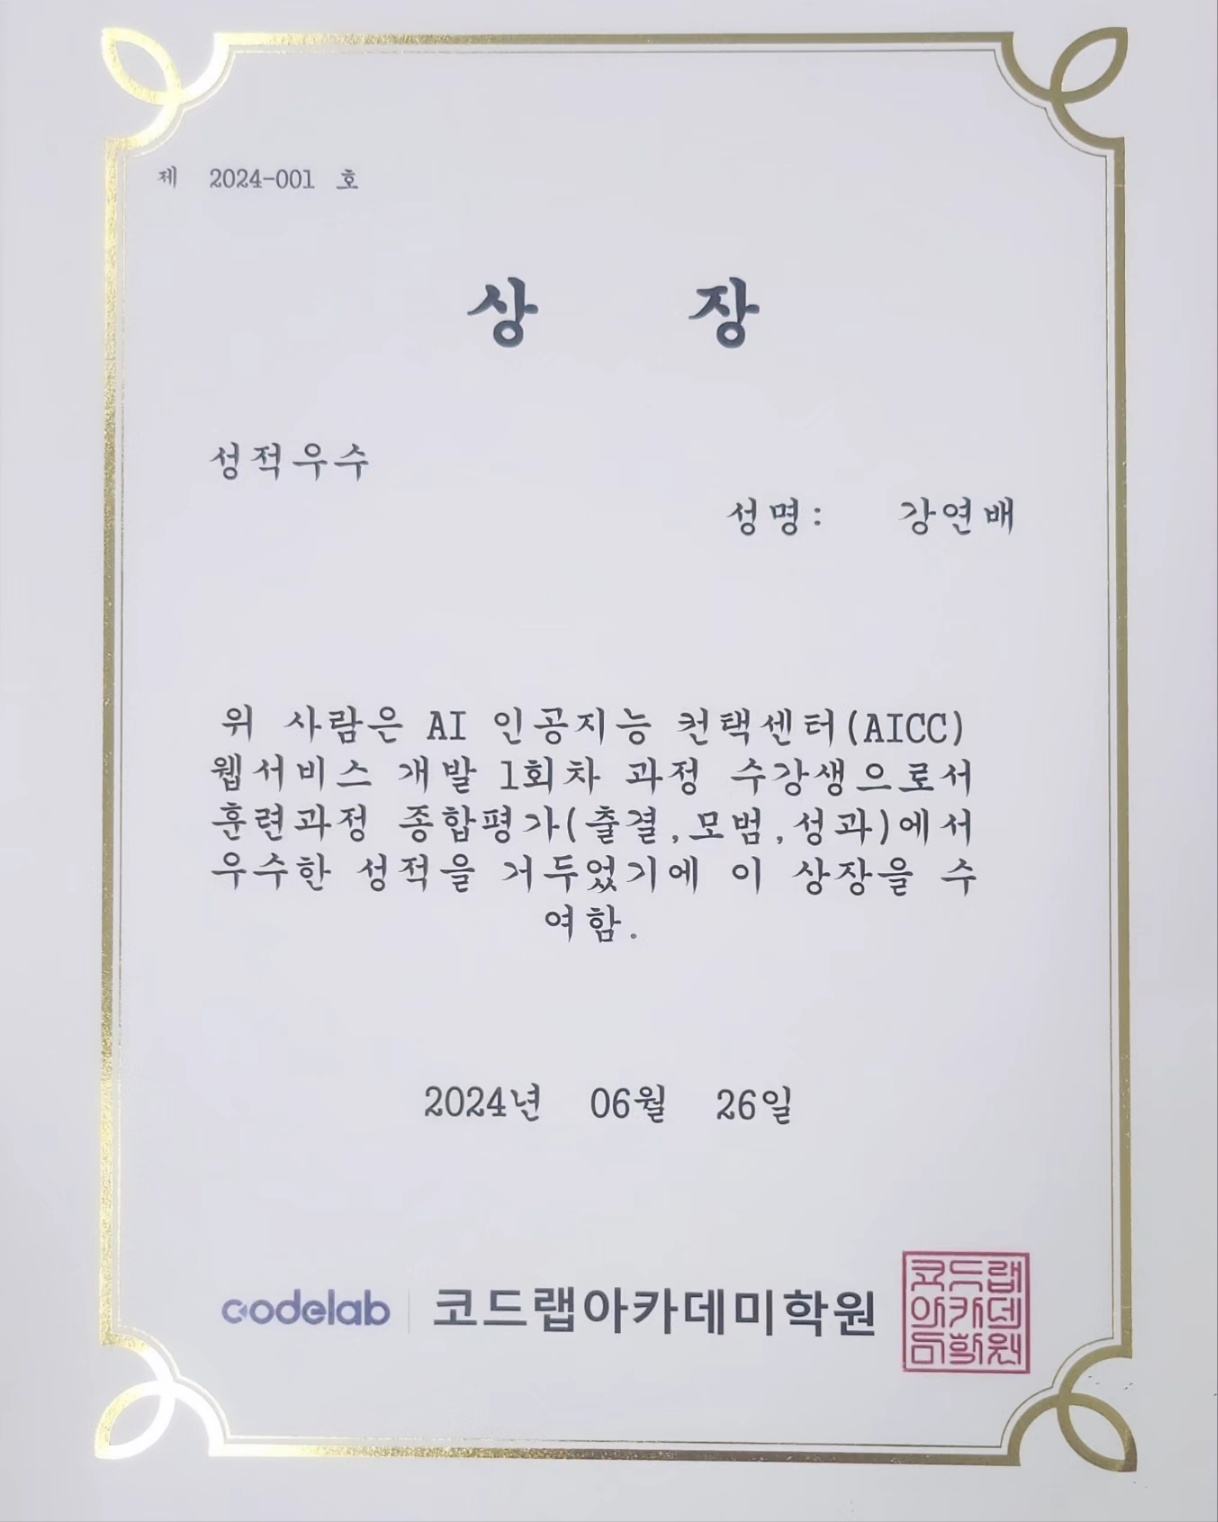 제 2024-001 호
상 장
성적우수
성명: 강연배
위 사람은 AI 인공지능 컨택센터(AICC)
웹서비스 개발 1회차 과정 수강생으로서
훈련과정 종합평가(출결,모범,성과)에서
우수한 성적을 거두었기에 이 상장을 수
여함.
2024년 06월 26일
codelab 코드랩아카데미학원
코드랩
아카데
미학원